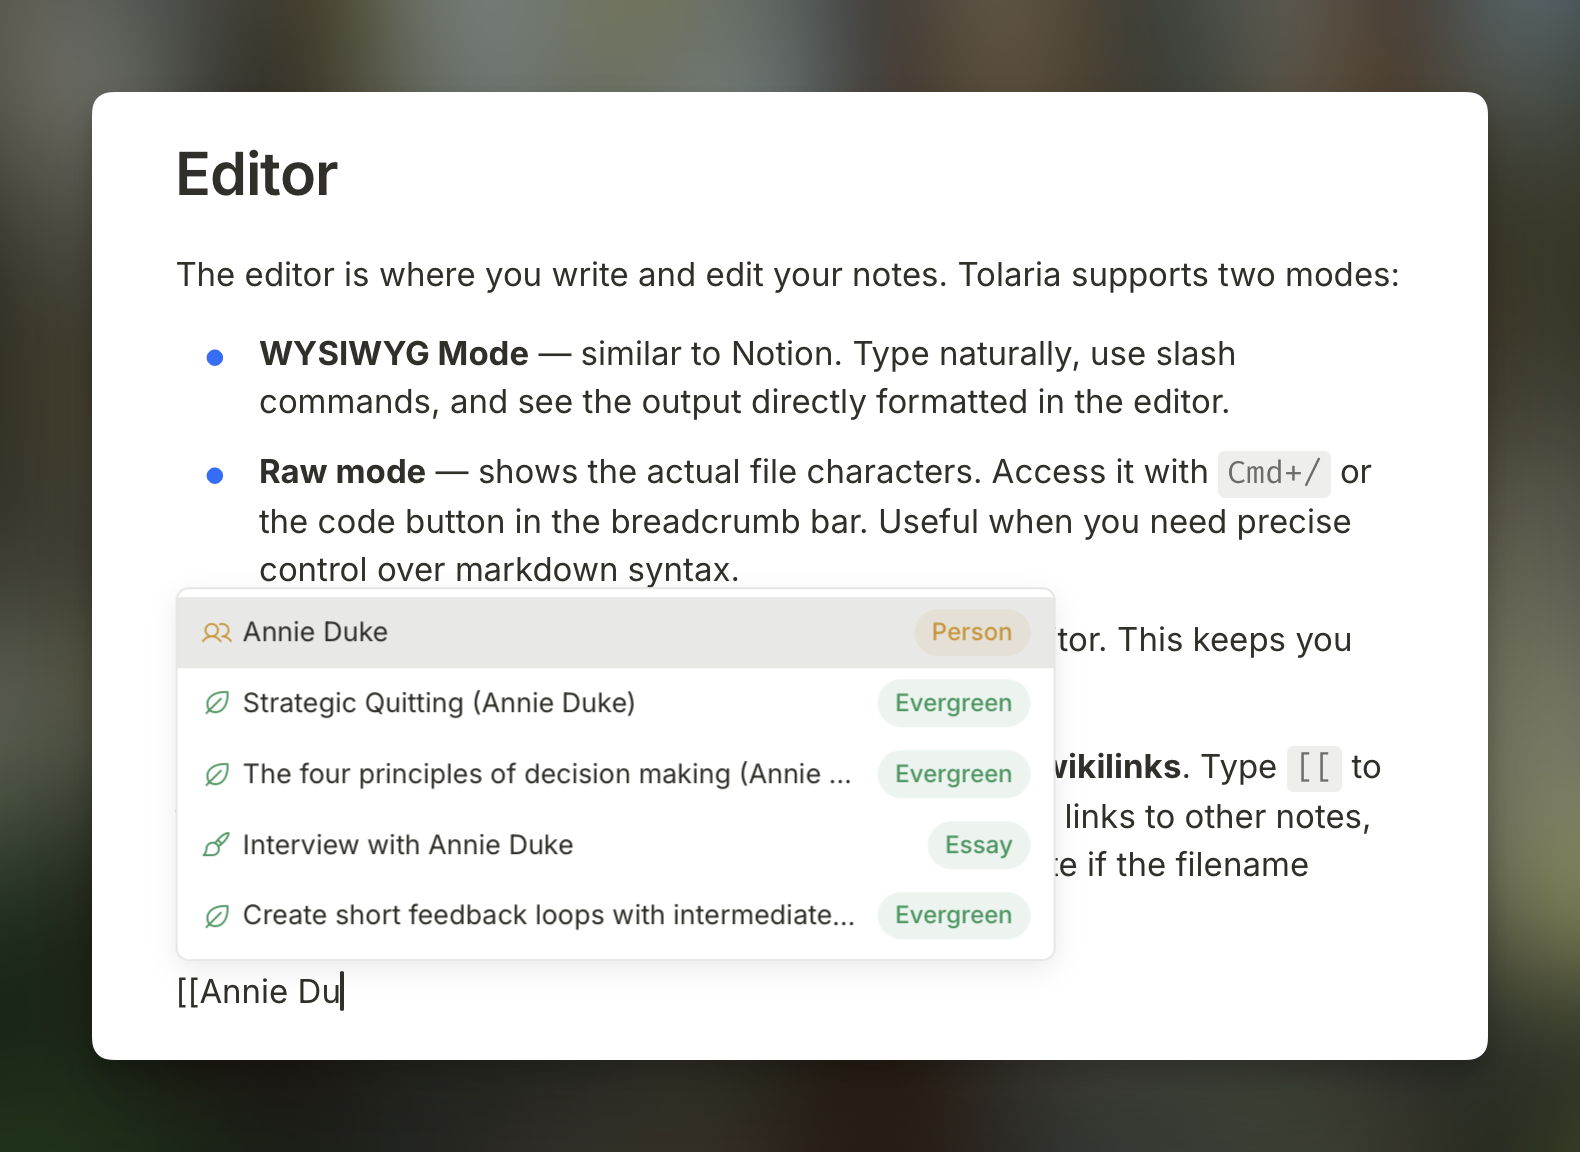 Editor
The editor is where you write and edit your notes. Tolaria supports two modes:
WYSIWYG Mode — similar to Notion. Type naturally, use slash
commands, and see the output directly formatted in the editor.
Raw mode — shows the actual file characters. Access it with Cmd+/ or
the code button in the breadcrumb bar. Useful when you need precise
control over markdown syntax.
Annie Duke Person
tor. This keeps you
Strategic Quitting (Annie Duke) Evergreen
The four principles of decision making (Annie ... Evergreen
wikilinks. Type [[ to
links to other notes,
Interview with Annie Duke Essay
if the filename
Create short feedback loops with intermediate... Evergreen
[[Annie Du